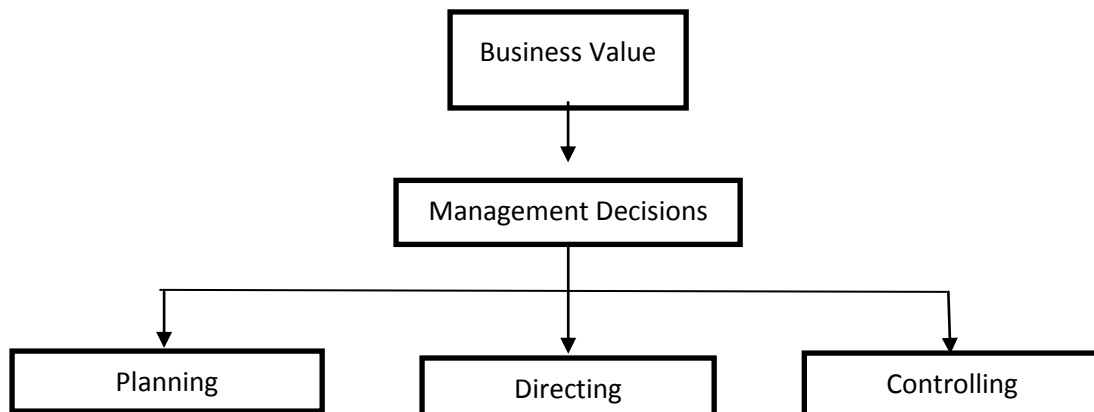 Business Value
Management Decisions
Planning
Directing
Controlling